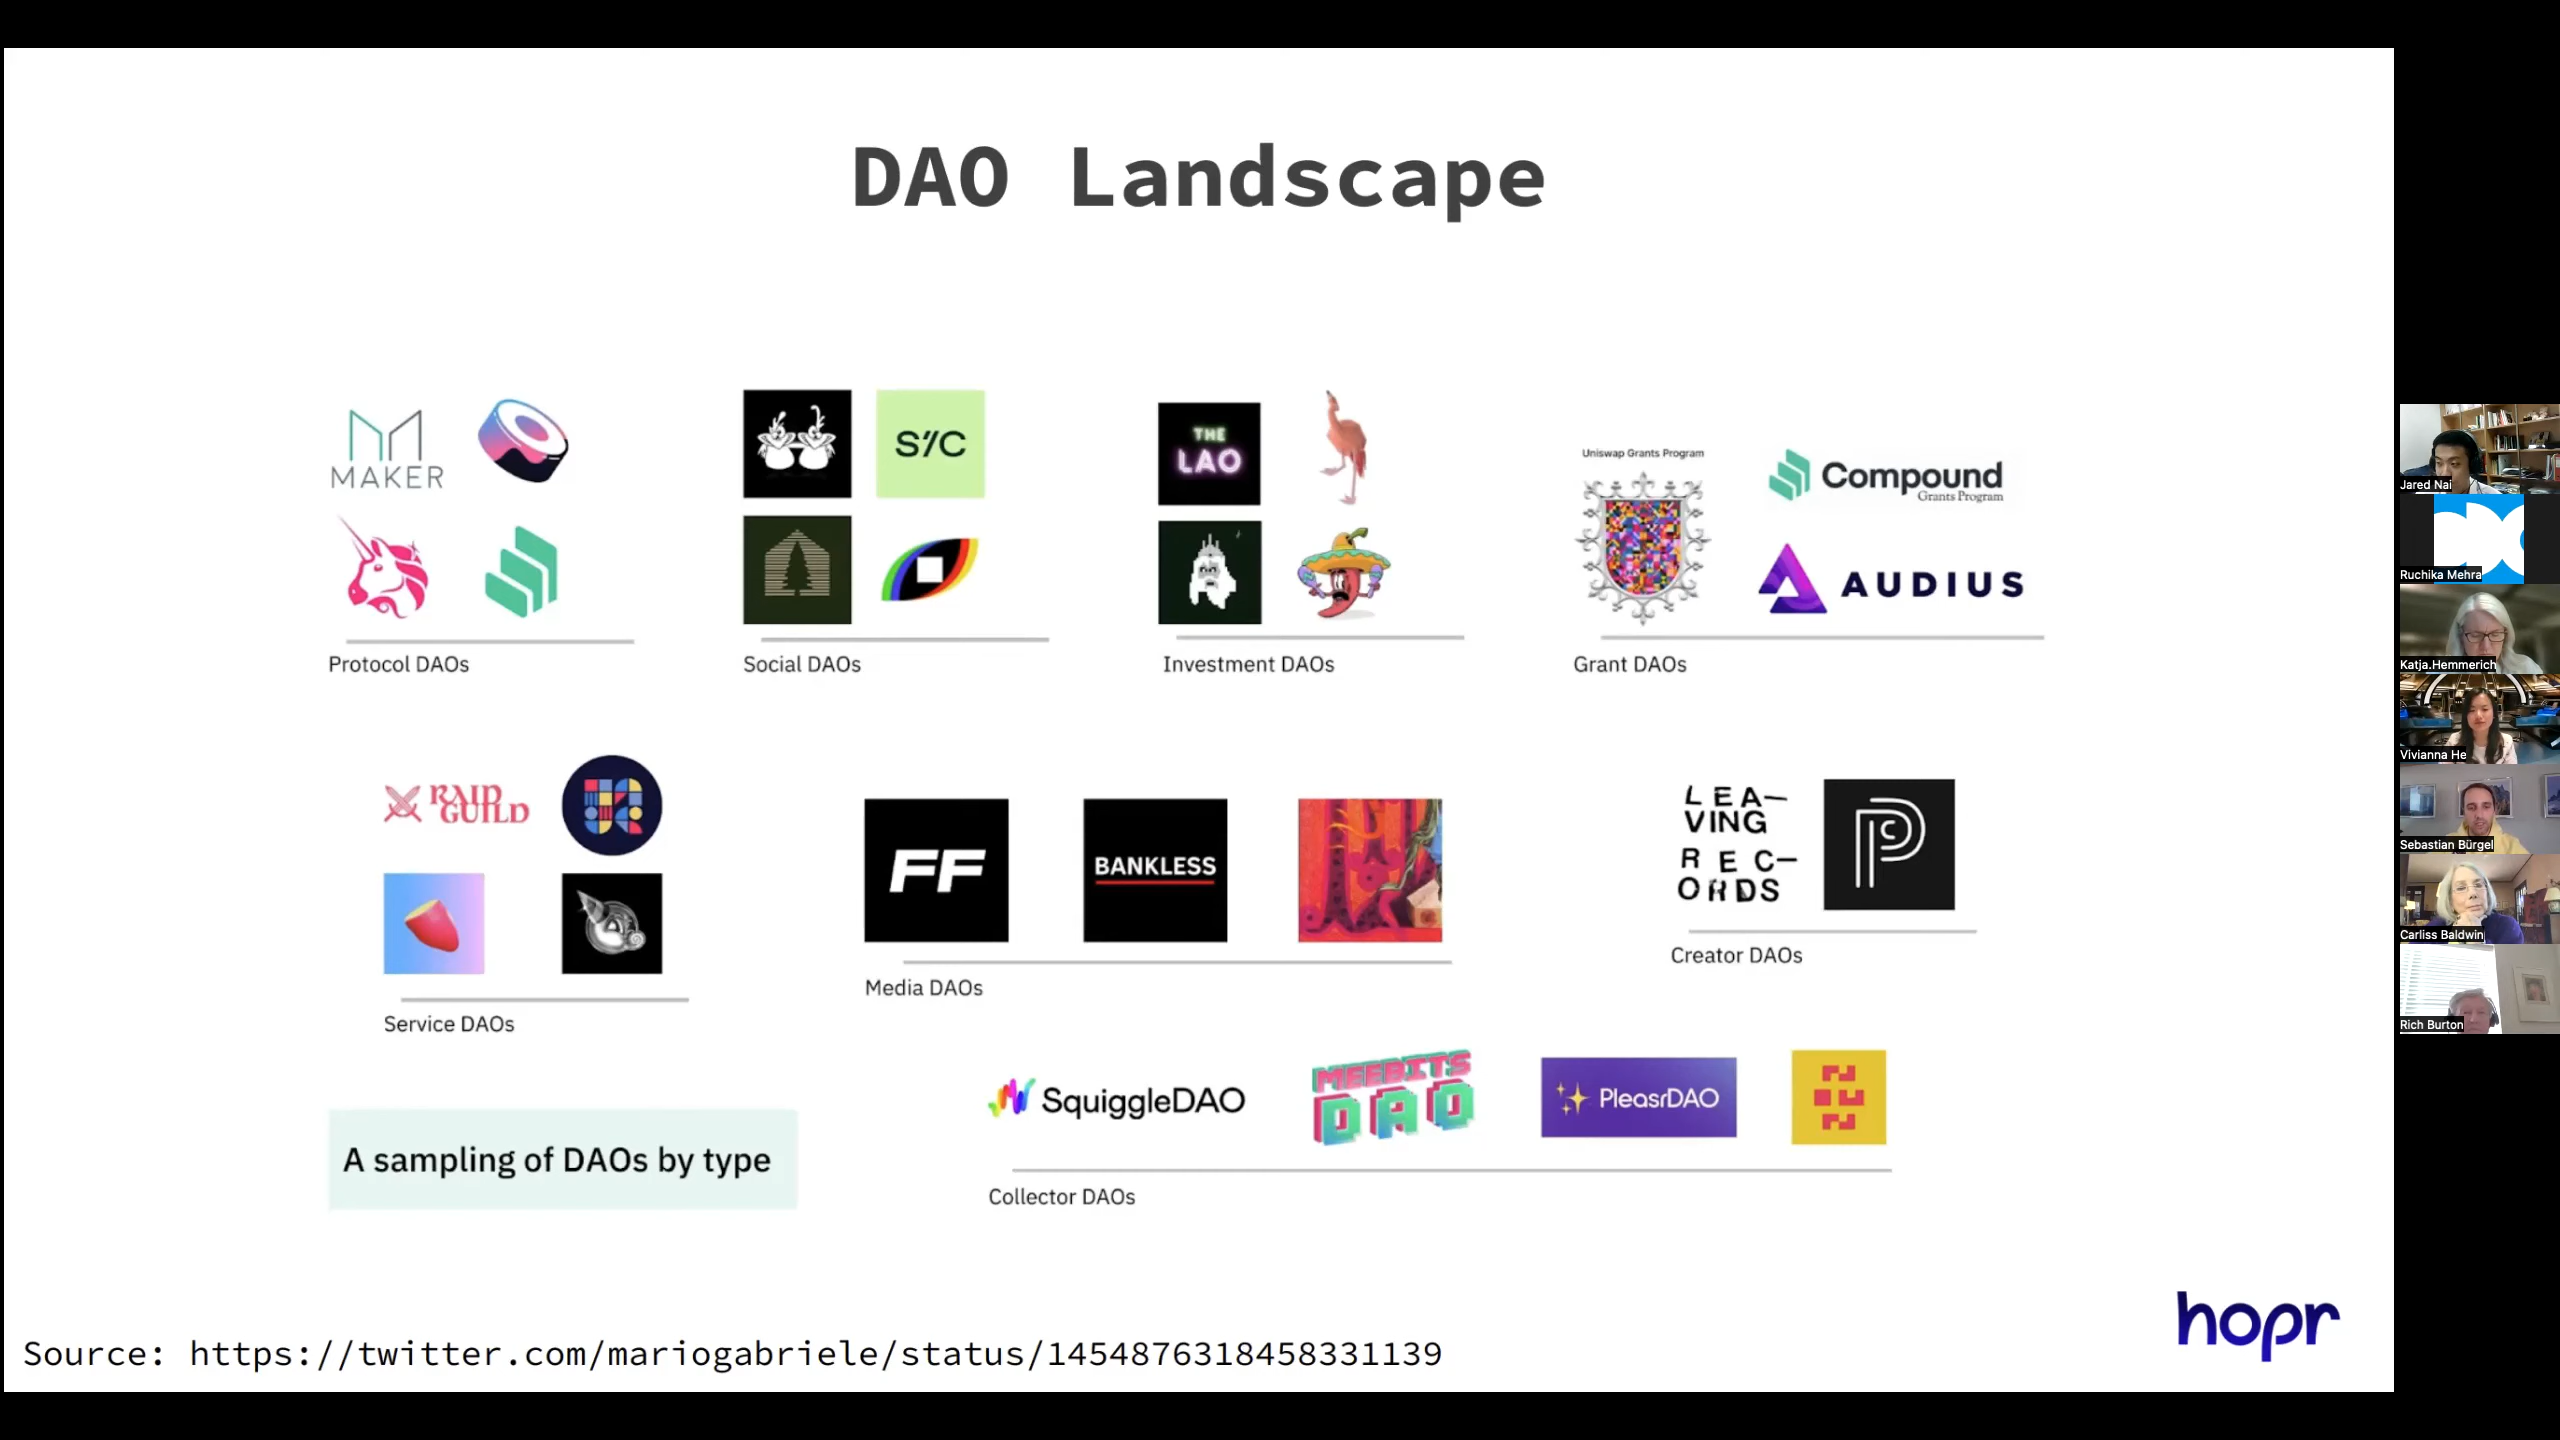 DAO Landscape
MAKER
S'/C
THE
LAO
Uniswap Grants Program
Compound
Grants Program
AUDIUS
Protocol DAOs
Social DAOs
Investment DAOs
Grant DAOs
RAID
GUILD
FF
BANKLESS
LEA—
VING
REC—
ORDS
PC
Service DAOs
Media DAOs
Creator DAOs
SquiggleDAO
MEEBITS
DAO
PleasrDAO
Collector DAOs
A sampling of DAOs by type
Source: https://twitter.com/mariogabriele/status/1454876318458331139
hopr
Jared Nai
Ruchika Mehra
Katja.Hemmerich
Vivianna He
Sebastian Bürgel
Carliss Baldwin
Rich Burton